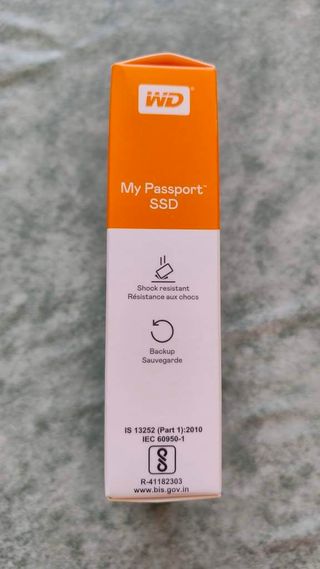 WD
My Passport™
SSD
Shock resistant
Résistance aux chocs
Backup
Sauvegarde
IS 13252 (Part 1):2010
IEC 60950-1
R-41182303
www.bis.gov.in